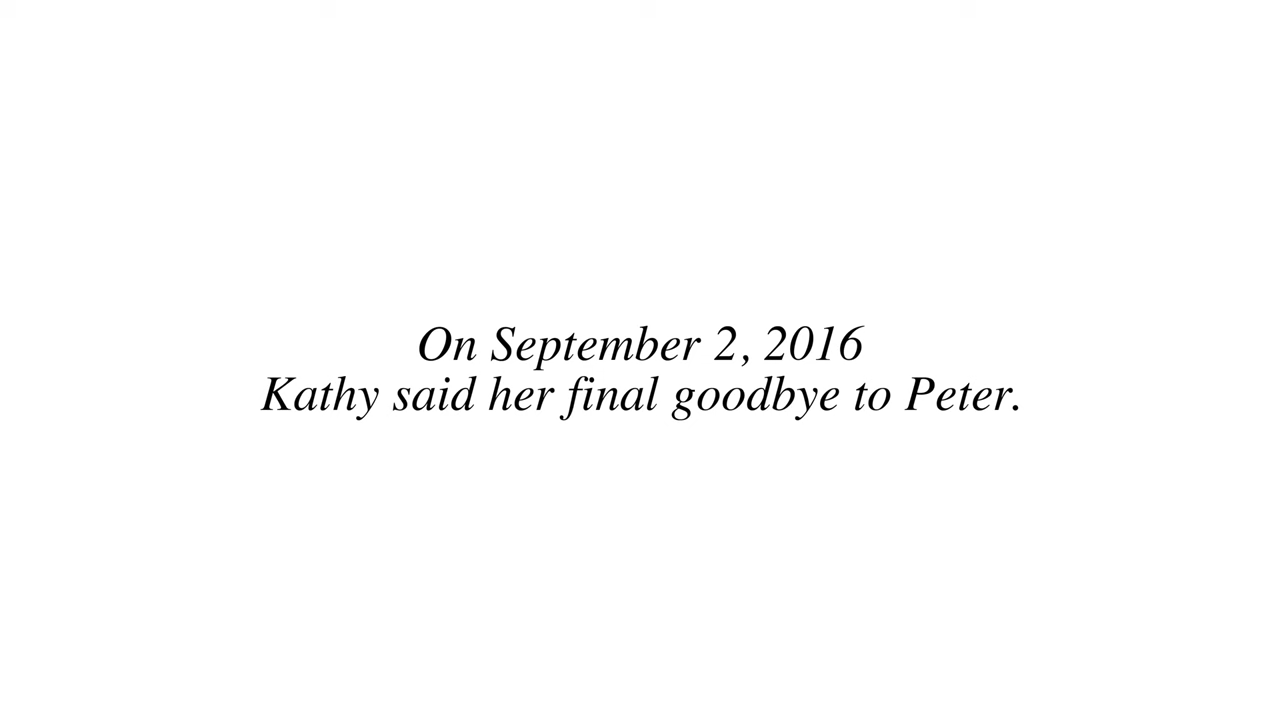 On September 2, 2016
Kathy said her final goodbye to Peter.